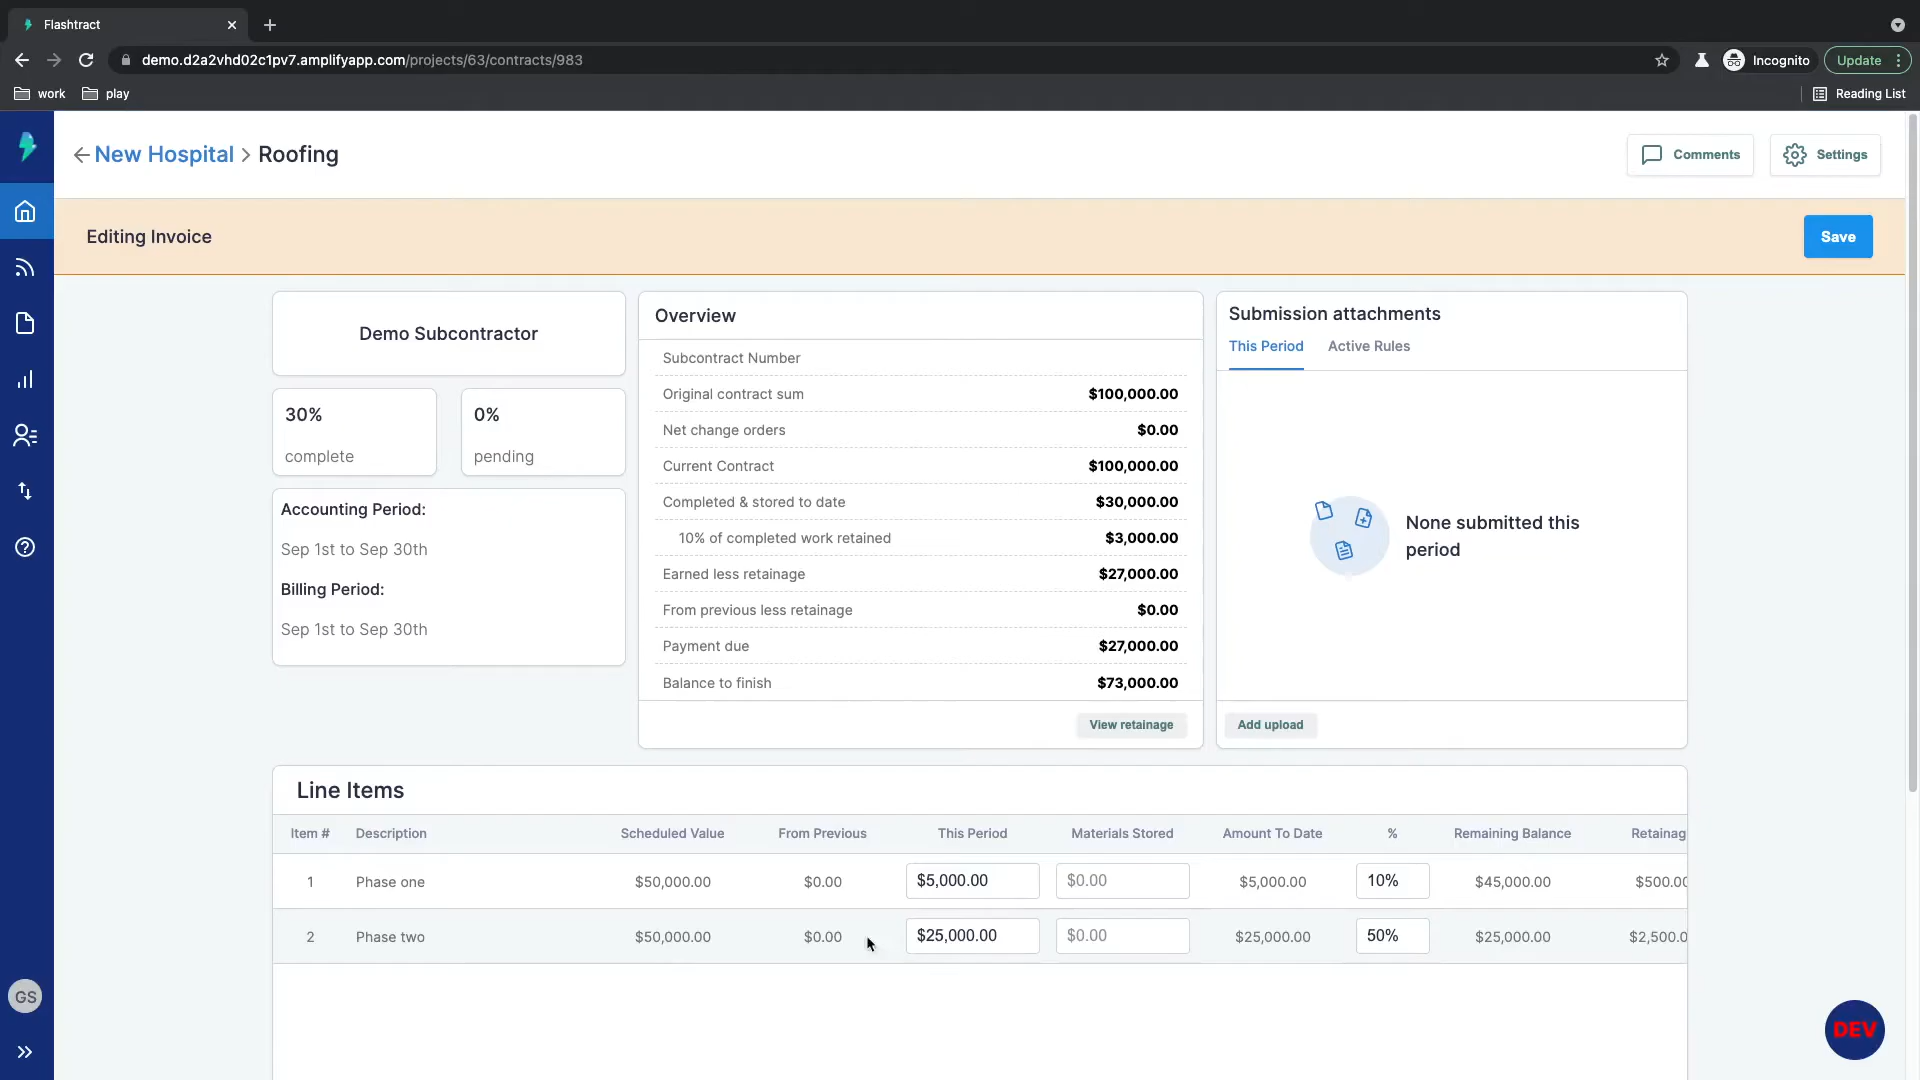 Flashtract
demo.d2a2vhd02c1pv7.amplifyapp.com/projects/63/contracts/983
Incognito
Update
work
play
Reading List
New Hospital > Roofing
Comments
Settings
Editing Invoice
Save
Demo Subcontractor
30%
complete
0%
pending
Accounting Period:
Sep 1st to Sep 30th
Billing Period:
Sep 1st to Sep 30th
Overview
Subcontract Number
Original contract sum $100,000.00
Net change orders $0.00
Current Contract $100,000.00
Completed & stored to date $30,000.00
10% of completed work retained $3,000.00
Earned less retainage $27,000.00
From previous less retainage $0.00
Payment due $27,000.00
Balance to finish $73,000.00
View retainage
Submission attachments
This Period Active Rules
None submitted this
period
Add upload
Line Items
Item # Description Scheduled Value From Previous This Period Materials Stored Amount To Date % Remaining Balance Retainag
1 Phase one $50,000.00 $0.00 $5,000.00 $0.00 $5,000.00 10% $45,000.00 $500.00
2 Phase two $50,000.00 $0.00 $25,000.00 $0.00 $25,000.00 50% $25,000.00 $2,500.0
GS
DEV